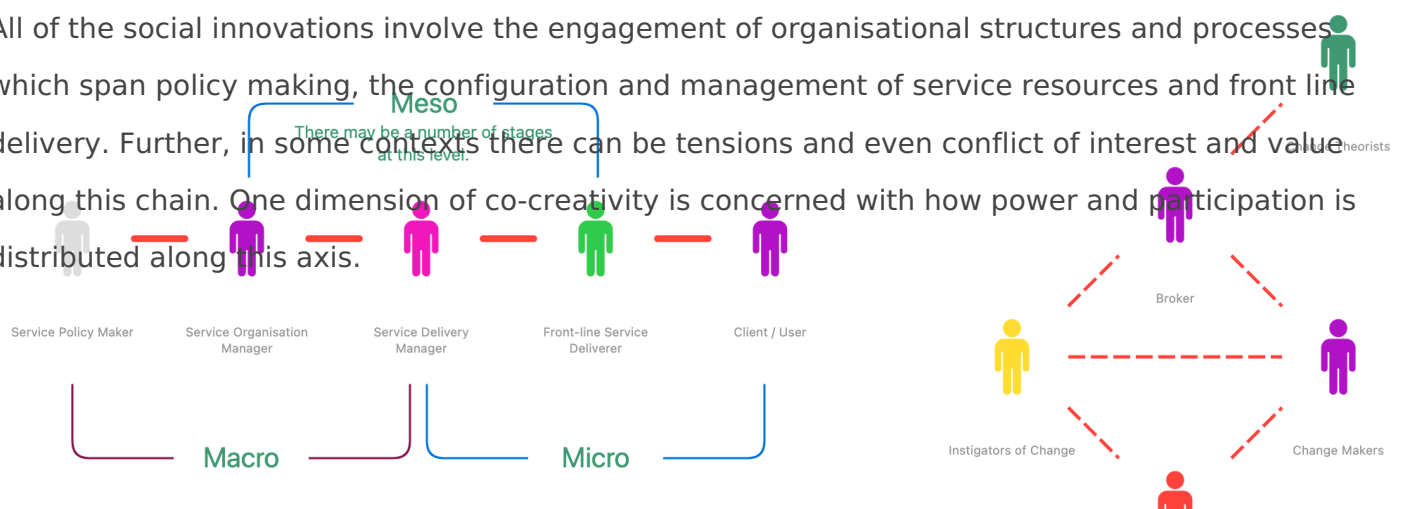 All of the social innovations involve the engagement of organisational structures and processes
which span policy making, the configuration and management of service resources and front line
delivery. Further, in some contexts there can be tensions and even conflict of interest and value
along this chain. One dimension of co-creativity is concerned with how power and participation is
distributed along this axis.
Meso
There may be a number of stages
at this level.
Service Policy Maker
Service Organisation
Manager
Service Delivery
Manager
Front-line Service
Deliverer
Client / User
Macro
Micro
Change Theorists
Broker
Instigators of Change
Change Makers